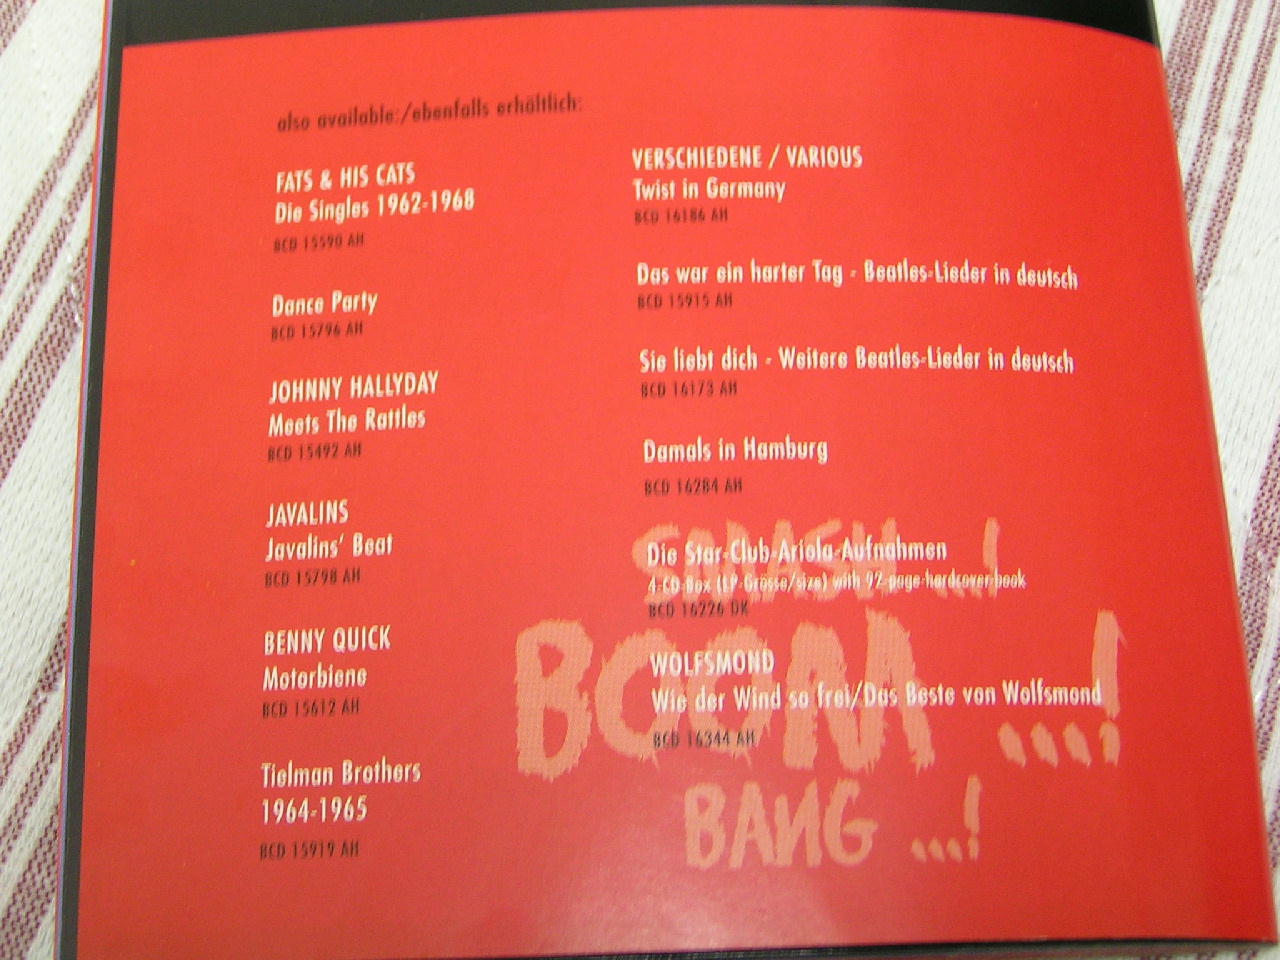 also available:/ebenfalls erhältlich:
FATS & HIS CATS
Die Singles 1962-1968
BCD 15590 AH
Dance Party
BCD 15796 AH
JOHNNY HALLYDAY
Meets The Rattles
BCD 15492 AH
JAVALINS
Javalins' Beat
BCD 15798 AH
BENNY QUICK
Motorbiene
BCD 15612 AH
Tielman Brothers
1964-1965
BCD 15919 AH
VERSCHIEDENE / VARIOUS
Twist in Germany
BCD 16186 AH
Das war ein harter Tag - Beatles-Lieder in deutsch
BCD 15915 AH
Sie liebt dich - Weitere Beatles-Lieder in deutsch
BCD 16173 AH
Damals in Hamburg
BCD 16284 AH
Die Star-Club-Ariola-Aufnahmen
4-CD-Box (LP-Grösse/size) with 92-page-hardcover-book
BCD 16226 DK
WOLFSMOND
Wie der Wind so frei/Das Beste von Wolfsmond
BCD 16344 AH
SMASH ...!
BOOM ...!
BANG ...!